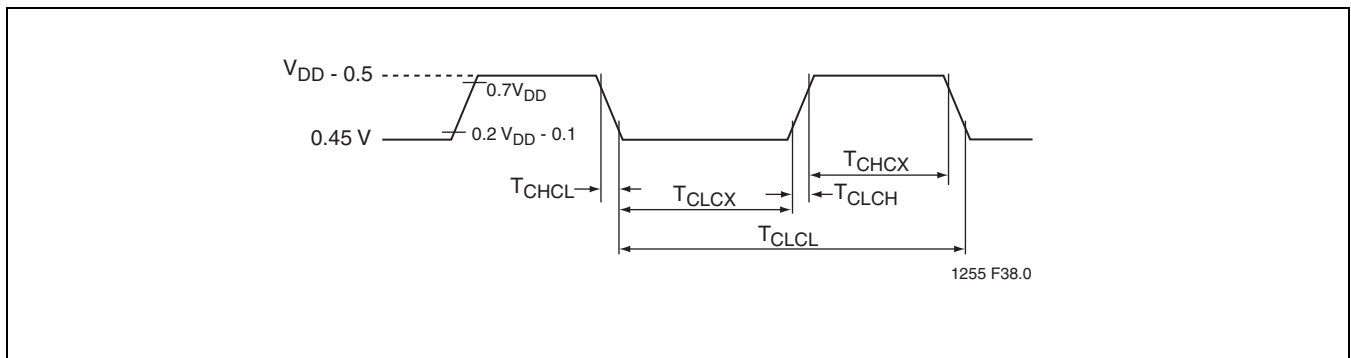 VDD - 0.5
0.7VDD
0.45 V
0.2 VDD - 0.1
TCHCX
TCHCL
TCLCX
TCLCH
TCLCL
1255 F38.0